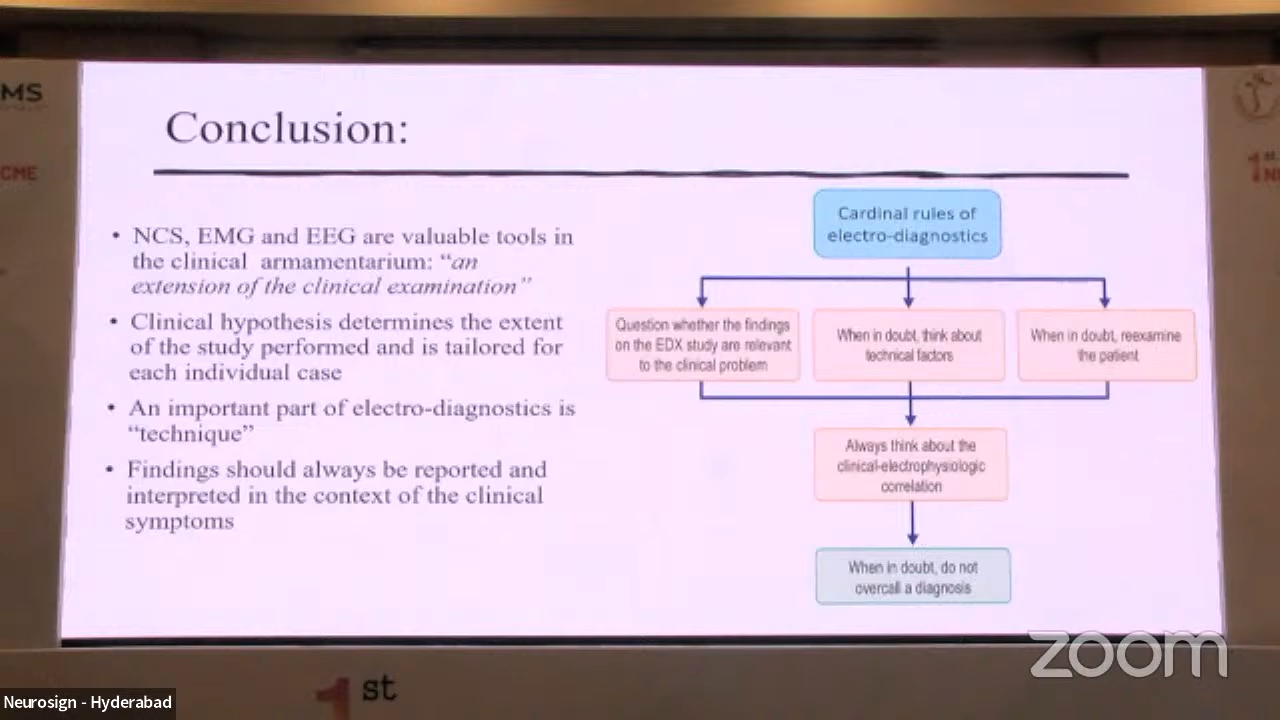 MS
CME
Conclusion:
• NCS, EMG and EEG are valuable tools in
the clinical armamentarium: “an
extension of the clinical examination”
• Clinical hypothesis determines the extent
of the study performed and is tailored for
each individual case
• An important part of electro-diagnostics is
“technique”
• Findings should always be reported and
interpreted in the context of the clinical
symptoms
Cardinal rules of
electro-diagnostics
Question whether the findings
on the EDX study are relevant
to the clinical problem
When in doubt, think about
technical factors
When in doubt, reexamine
the patient
Always think about the
clinical-electrophysiologic
correlation
When in doubt, do not
overcall a diagnosis
1st
zoom
1st
Neurosign - Hyderabad